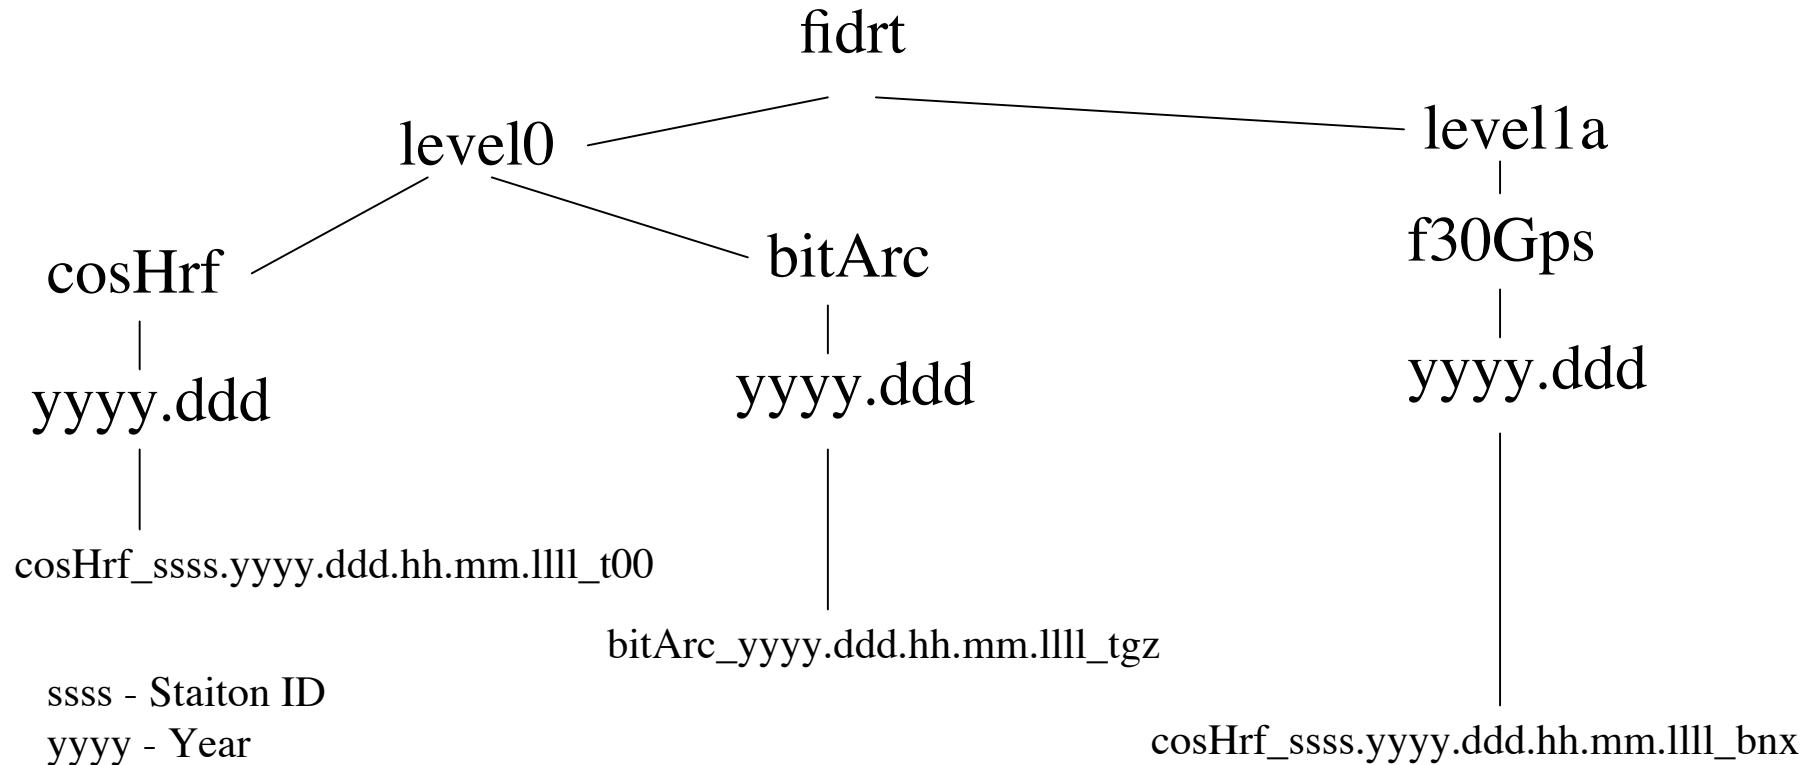 fidrt
level0
level1a
cosHrf
bitArc
f30Gps
yyyy.ddd
yyyy.ddd
yyyy.ddd
cosHrf_ssss.yyyy.ddd.hh.mm.llll_t00
bitArc_yyyy.ddd.hh.mm.llll_tgz
cosHrf_ssss.yyyy.ddd.hh.mm.llll_bnx
ssss - Staiton ID
yyyy - Year